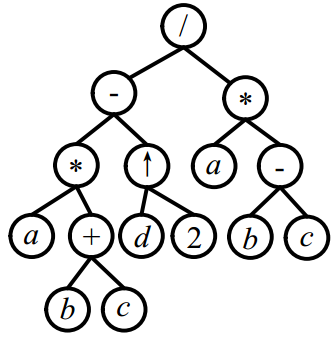 /
- *
* ↑ a -
a + d 2 b c
b c